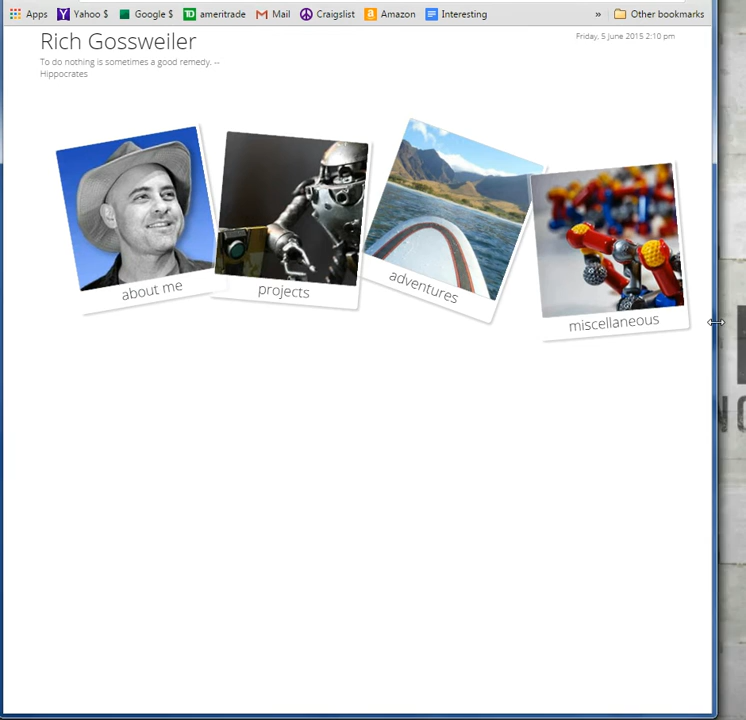 Apps Yahoo $ Google $ ameritrade Mail Craigslist Amazon Interesting » Other bookmarks
Rich Gossweiler
Friday, 5 June 2015 2:10 pm
To do nothing is sometimes a good remedy. --
Hippocrates
about me
projects
adventures
miscellaneous